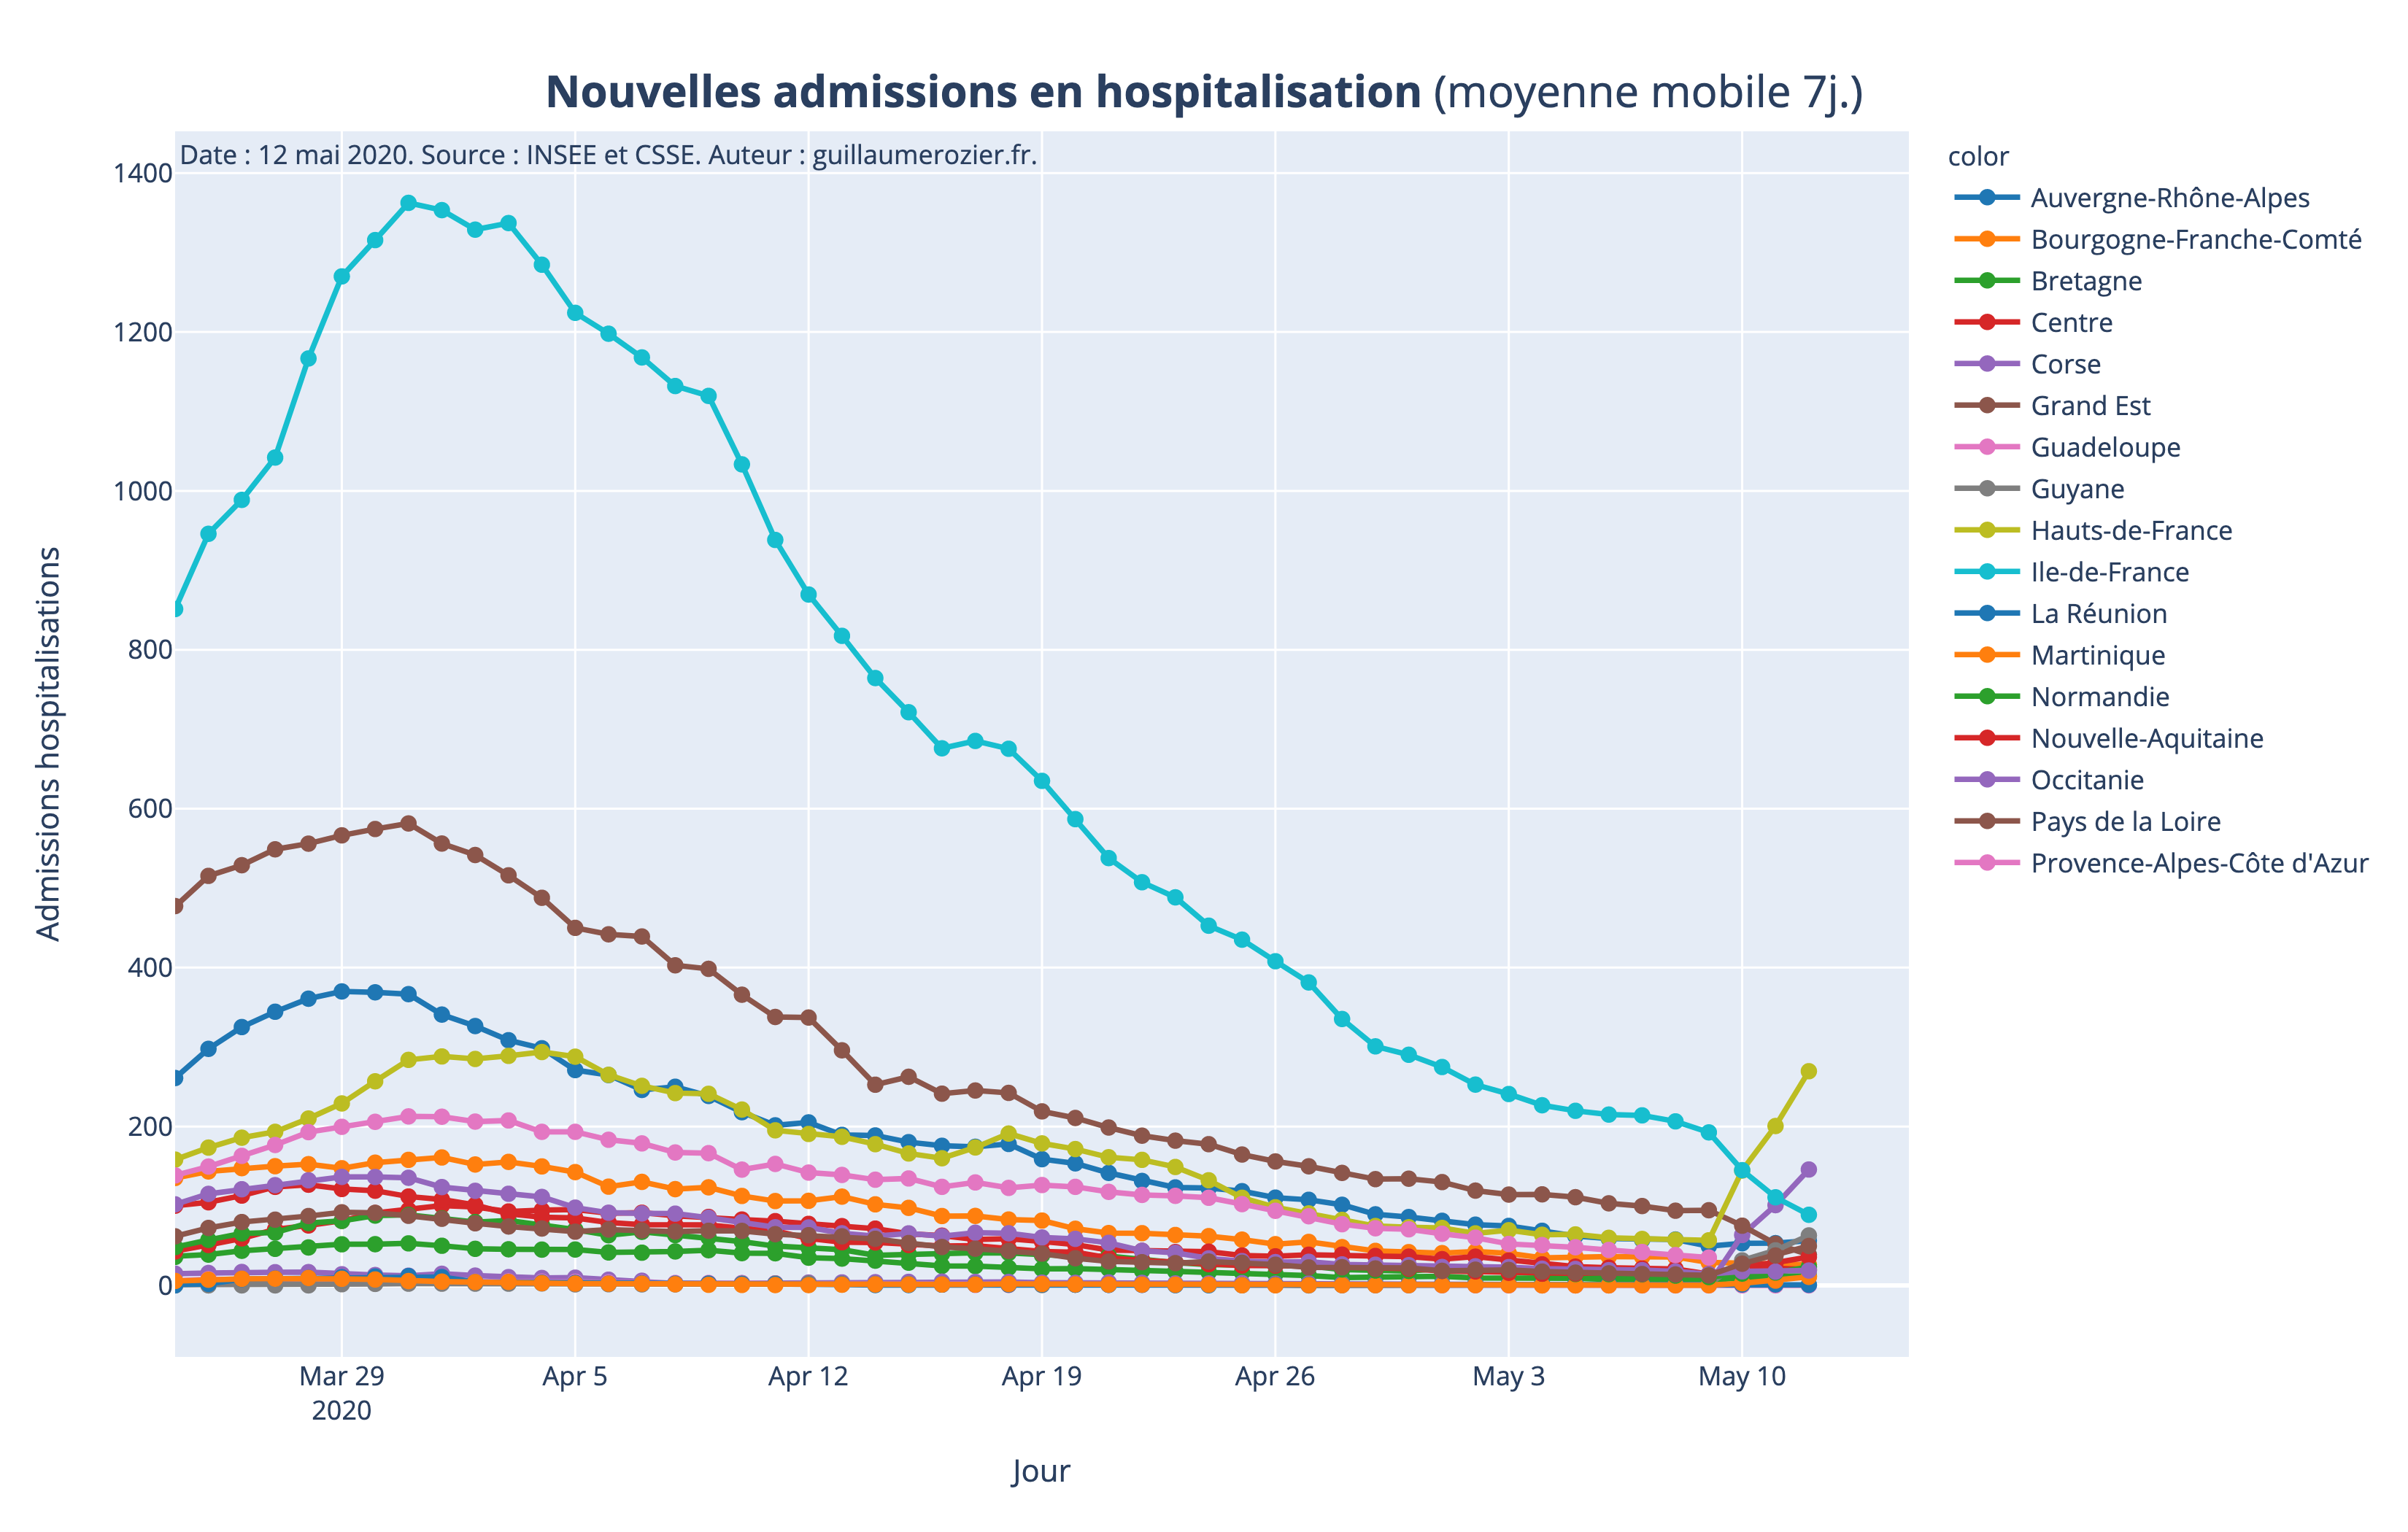 Nouvelles admissions en hospitalisation (moyenne mobile 7j.)
Date : 12 mai 2020. Source : INSEE et CSSE. Auteur : guillaumerozier.fr.
1400
1200
1000
800
600
400
200
0
Admissions hospitalisations
Mar 29
2020
Apr 5
Apr 12
Apr 19
Apr 26
May 3
May 10
Jour
color
Auvergne-Rhône-Alpes
Bourgogne-Franche-Comté
Bretagne
Centre
Corse
Grand Est
Guadeloupe
Guyane
Hauts-de-France
Ile-de-France
La Réunion
Martinique
Normandie
Nouvelle-Aquitaine
Occitanie
Pays de la Loire
Provence-Alpes-Côte d'Azur